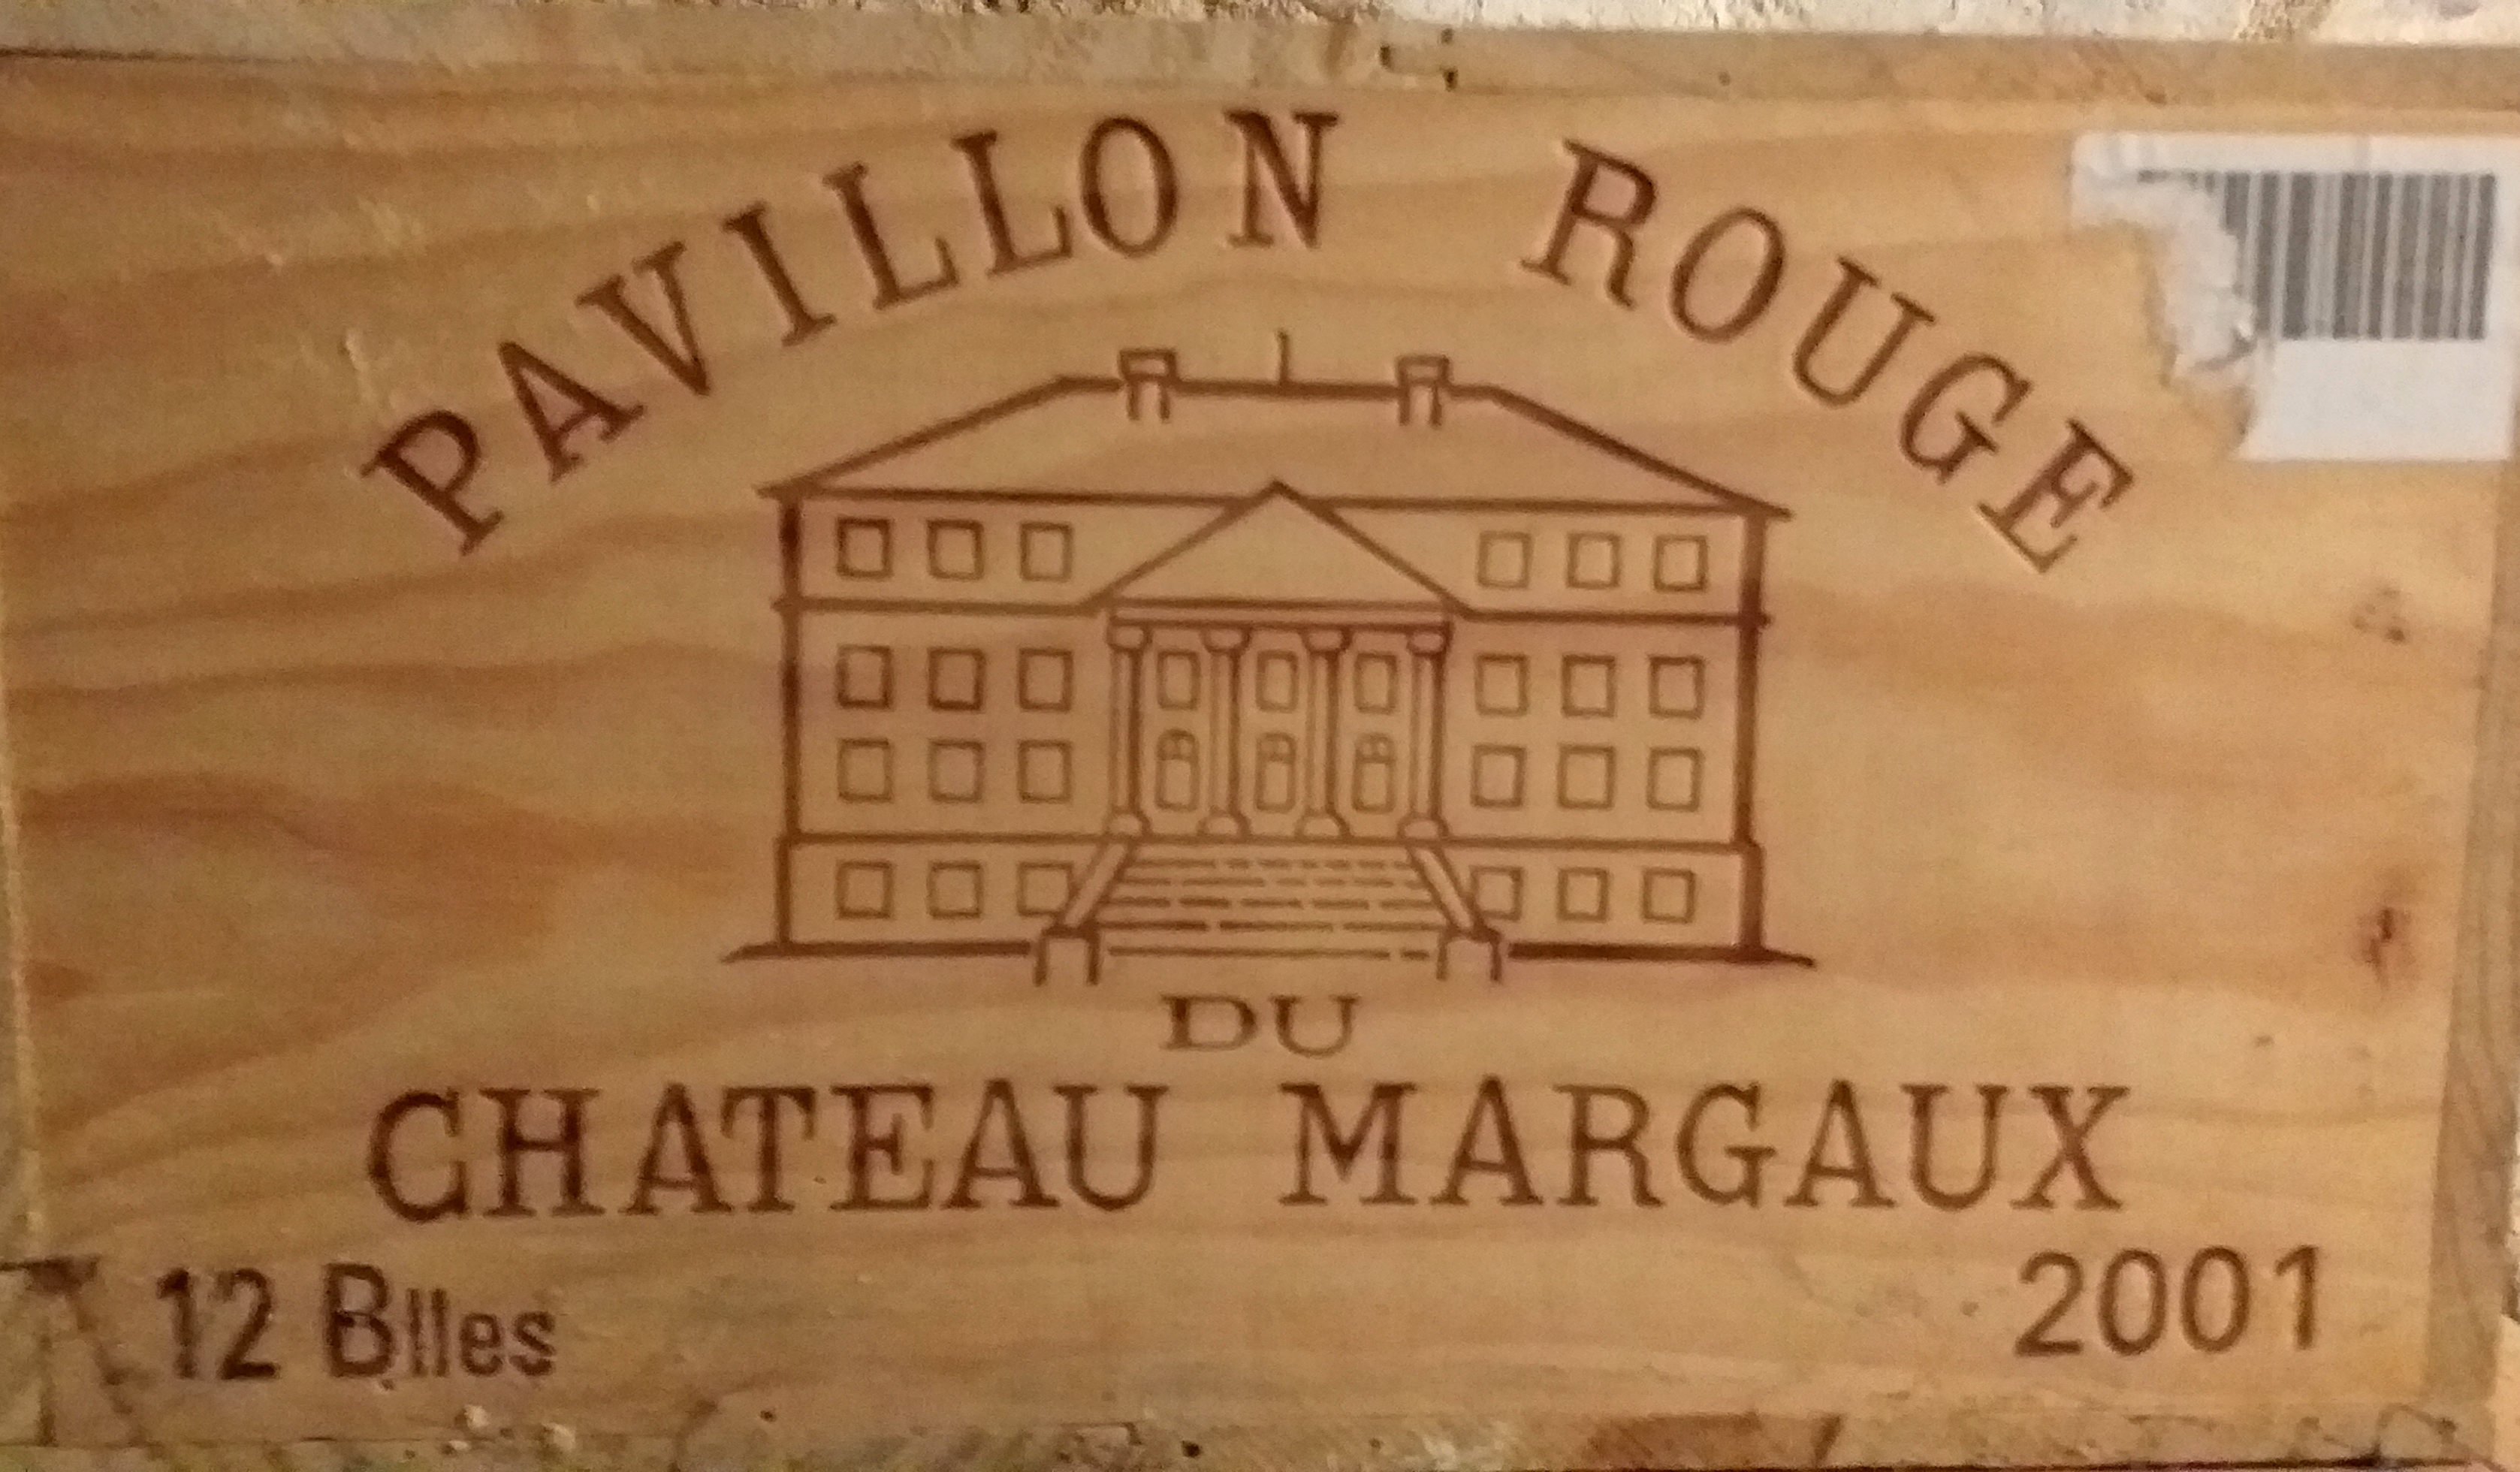 PAVILLON ROUGE
DU
CHATEAU MARGAUX
12 Blles
2001